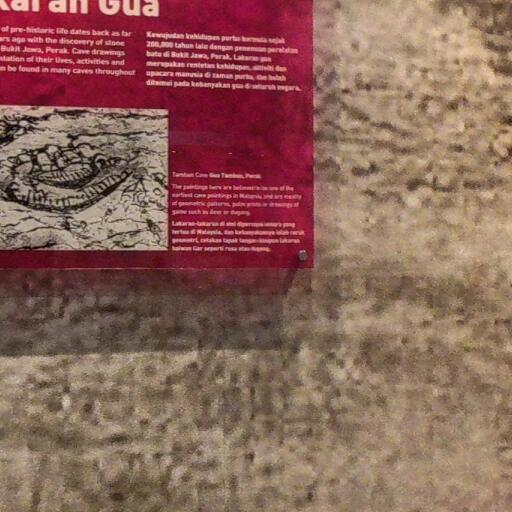 karan Gua
of pre-historic life dates back as far
rs ago with the discovery of stone
Bukit Jawa, Perak. Cave drawings
station of their lives, activities and
n be found in many caves throughout
Kewujudan kehidupan purba bermula sejak
200,000 tahun lalu dengan penemuan peralatan
batu di Bukit Jawa, Perak. Lakaran gua
merupakan rentetan kehidupan, aktiviti dan
upacara manusia di zaman purba, dan boleh
ditemui pada kebanyakan gua di seluruh negara.
Tambun Cave Gua Tambun, Perak
The paintings here are believed to be one of the
earliest cave paintings in Malaysia, and are mostly
of geometric patterns, palm prints or drawings of
game such as deer or dugong.
Lakaran-lakaran di sini dipercayai antara yang
tertua di Malaysia, dan kebanyakannya ialah corak
geometri, cetakan tapak tangan ataupun lakaran
haiwan liar seperti rusa atau dugong.